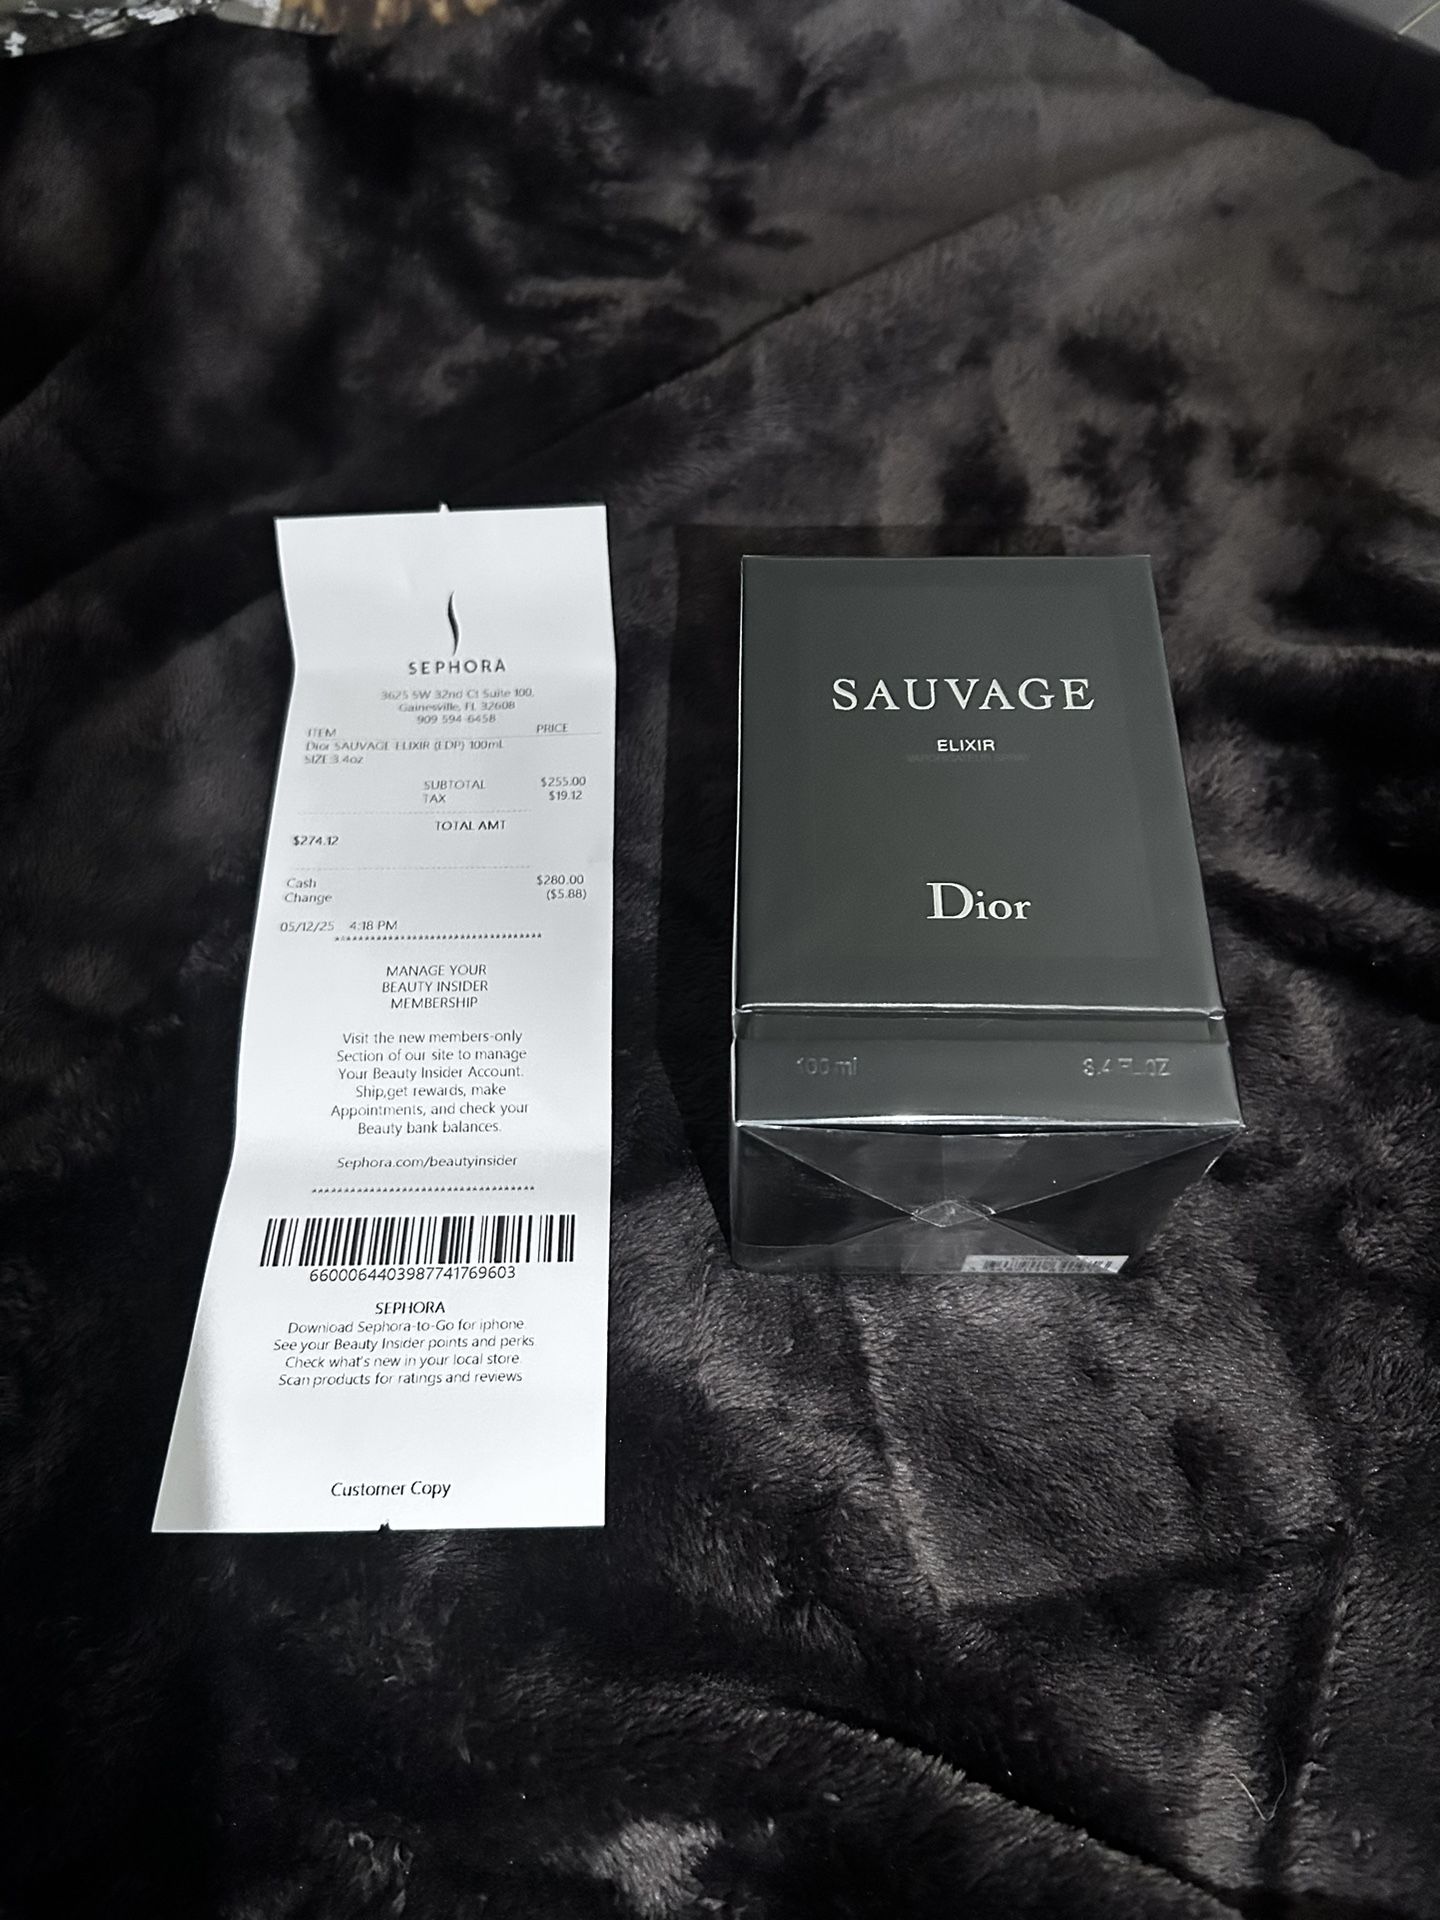 SEPHORA
3625 SW 32nd Ct Suite 100,
Gainesville, FL 32608
909 594-6458
ITEM PRICE
Dior SAUVAGE ELIXIR (EDP) 100mL
SIZE 3.4oz
SUBTOTAL $255.00
TAX $19.12
TOTAL AMT
$274.12
Cash $280.00
Change ($5.88)
05/12/25 4:18 PM
*********************************
MANAGE YOUR
BEAUTY INSIDER
MEMBERSHIP
Visit the new members-only
Section of our site to manage
Your Beauty Insider Account.
Ship,get rewards, make
Appointments, and check your
Beauty bank balances.
Sephora.com/beautyinsider
***********************************
6600064403987741769603
SEPHORA
Download Sephora-to-Go for iphone.
See your Beauty Insider points and perks.
Check what's new in your local store.
Scan products for ratings and reviews
Customer Copy
SAUVAGE
ELIXIR
Dior
100 ml 3.4 FL.OZ